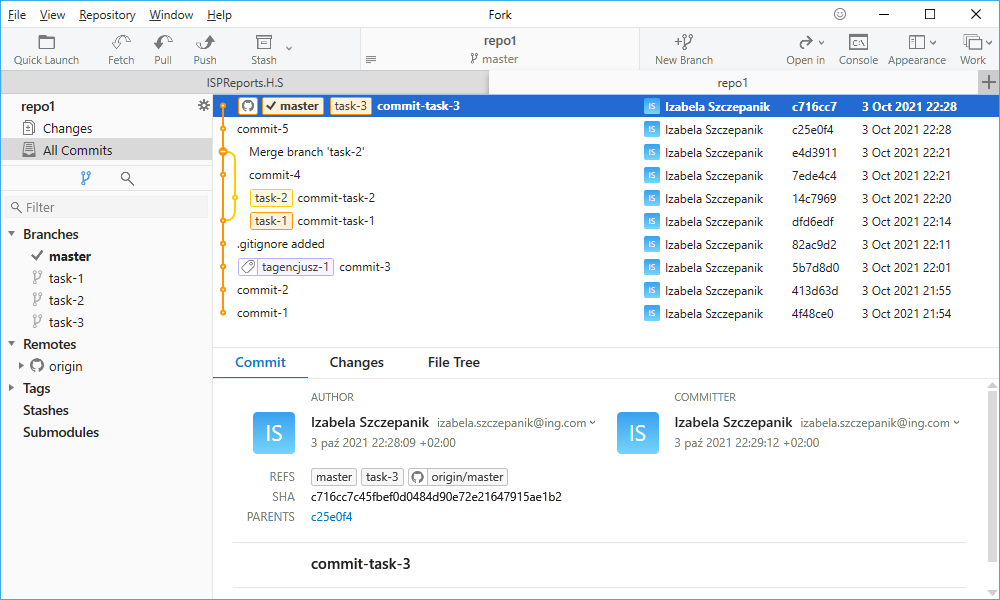 File View Repository Window Help Fork
repo1
master
Quick Launch Fetch Pull Push Stash New Branch Open in Console Appearance Work
ISPReports.H.S repo1
repo1
Changes
All Commits
Filter
Branches
master
task-1
task-2
task-3
Remotes
origin
Tags
Stashes
Submodules
master task-3 commit-task-3 IS Izabela Szczepanik c716cc7 3 Oct 2021 22:28
commit-5 IS Izabela Szczepanik c25e0f4 3 Oct 2021 22:28
Merge branch 'task-2' IS Izabela Szczepanik e4d3911 3 Oct 2021 22:21
commit-4 IS Izabela Szczepanik 7ede4c4 3 Oct 2021 22:21
task-2 commit-task-2 IS Izabela Szczepanik 14c7969 3 Oct 2021 22:20
task-1 commit-task-1 IS Izabela Szczepanik dfd6edf 3 Oct 2021 22:14
.gitignore added IS Izabela Szczepanik 82ac9d2 3 Oct 2021 22:11
tagencjusz-1 commit-3 IS Izabela Szczepanik 5b7d8d0 3 Oct 2021 22:01
commit-2 IS Izabela Szczepanik 413d63d 3 Oct 2021 21:55
commit-1 IS Izabela Szczepanik 4f48ce0 3 Oct 2021 21:54
Commit Changes File Tree
AUTHOR COMMITTER
IS Izabela Szczepanik izabela.szczepanik@ing.com IS Izabela Szczepanik izabela.szczepanik@ing.com
3 paź 2021 22:28:09 +02:00 3 paź 2021 22:29:12 +02:00
REFS master task-3 origin/master
SHA c716cc7c45fbef0d0484d90e72e21647915ae1b2
PARENTS c25e0f4
commit-task-3